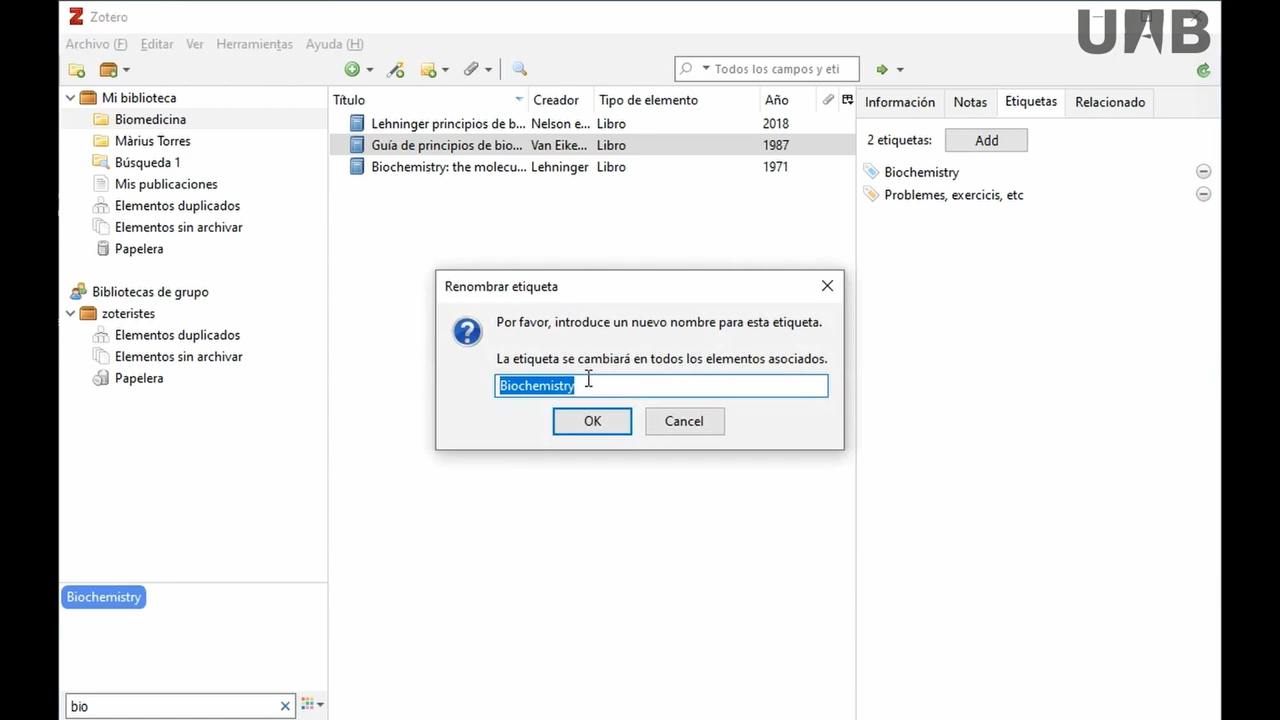 Zotero
UAB
Archivo (F) Editar Ver Herramientas Ayuda (H)
Todos los campos y eti
Mi biblioteca
Biomedicina
Màrius Torres
Búsqueda 1
Mis publicaciones
Elementos duplicados
Elementos sin archivar
Papelera
Bibliotecas de grupo
zoteristes
Elementos duplicados
Elementos sin archivar
Papelera
Biochemistry
bio
Título Creador Tipo de elemento Año
Lehninger principios de b... Nelson e... Libro 2018
Guía de principios de bio... Van Eike... Libro 1987
Biochemistry: the molecu... Lehninger Libro 1971
Información Notas Etiquetas Relacionado
2 etiquetas: Add
Biochemistry
Problemes, exercicis, etc
Renombrar etiqueta
Por favor, introduce un nuevo nombre para esta etiqueta.
La etiqueta se cambiará en todos los elementos asociados.
Biochemistry
OK Cancel